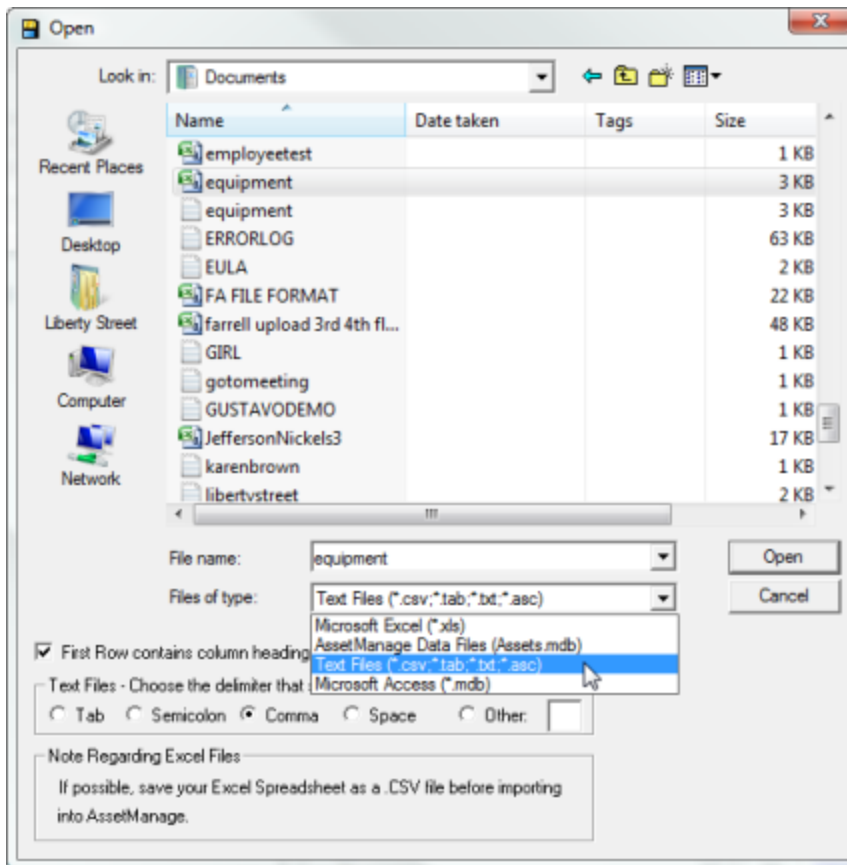 Open
Look in: Documents
Recent Places
Desktop
Liberty Street
Computer
Network
Name Date taken Tags Size
employeetest 1 KB
equipment 3 KB
equipment 3 KB
ERRORLOG 63 KB
EULA 2 KB
FA FILE FORMAT 22 KB
farrell upload 3rd 4th fl... 48 KB
GIRL 1 KB
gotomeeting 1 KB
GUSTAVODEMO 1 KB
JeffersonNickels3 17 KB
karenbrown 1 KB
libertystreet 2 KB
File name: equipment Open
Files of type: Text Files (*.csv;*.tab;*.txt;*.asc) Cancel
Microsoft Excel (*.xls)
AssetManage Data Files (Assets.mdb)
Text Files (*.csv;*.tab;*.txt;*.asc)
Microsoft Access (*.mdb)
First Row contains column heading
Text Files - Choose the delimiter that
Tab Semicolon Comma Space Other:
Note Regarding Excel Files
If possible, save your Excel Spreadsheet as a .CSV file before importing
into AssetManage.